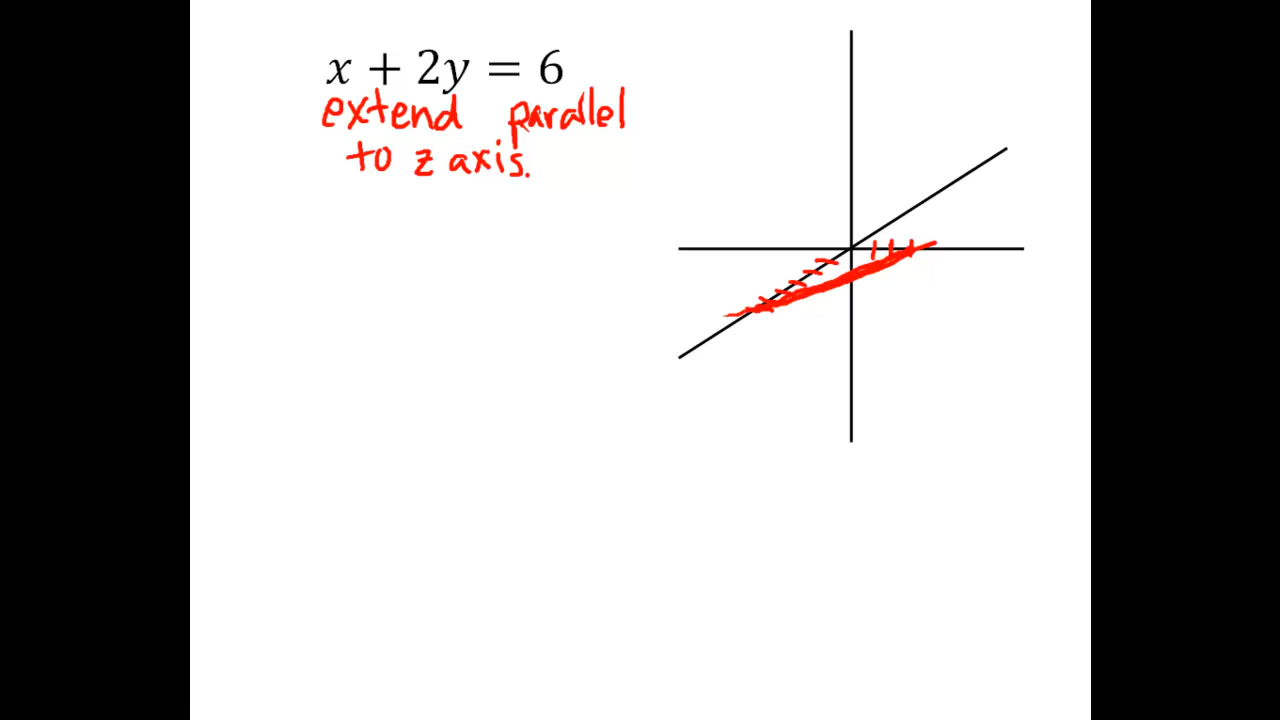 x + 2y = 6
extend parallel
to z axis.